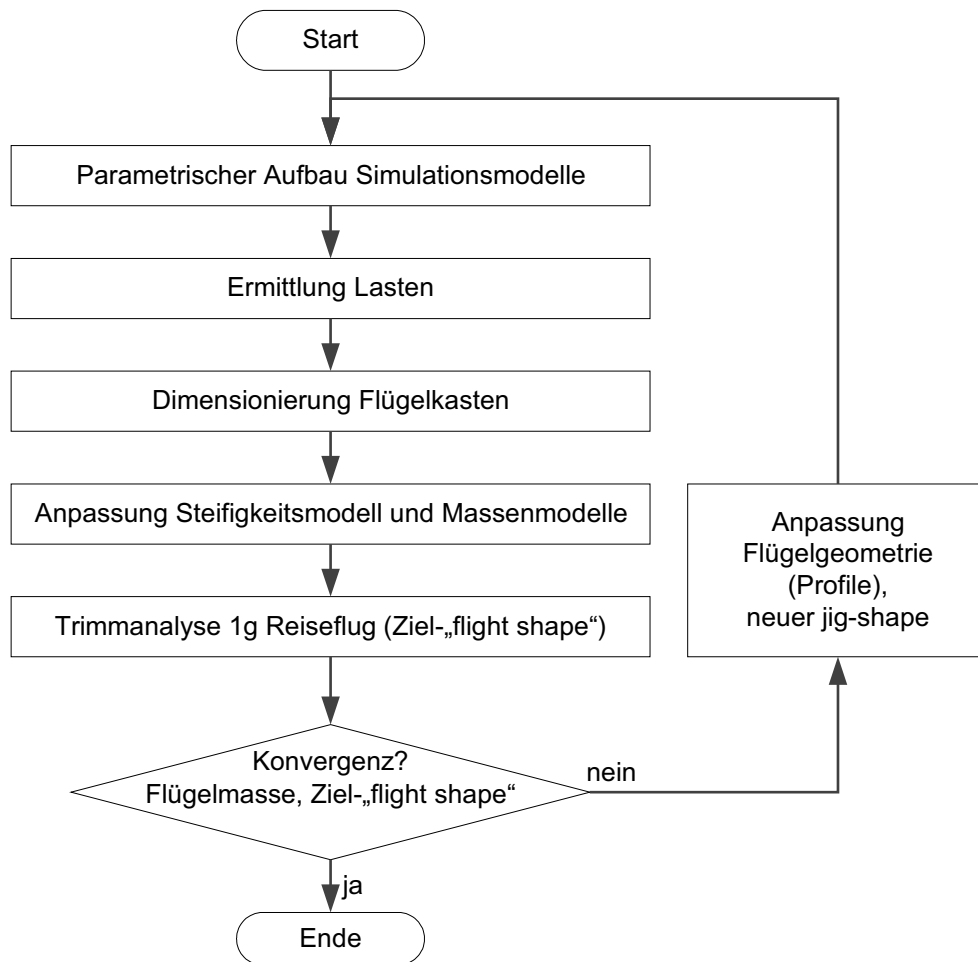 Start
Parametrischer Aufbau Simulationsmodelle
Ermittlung Lasten
Dimensionierung Flügelkasten
Anpassung Steifigkeitsmodell und Massenmodelle
Trimmanalyse 1g Reiseflug (Ziel-„flight shape“)
Konvergenz?
Flügelmasse, Ziel-„flight shape“
nein
Anpassung
Flügelgeometrie
(Profile),
neuer jig-shape
ja
Ende